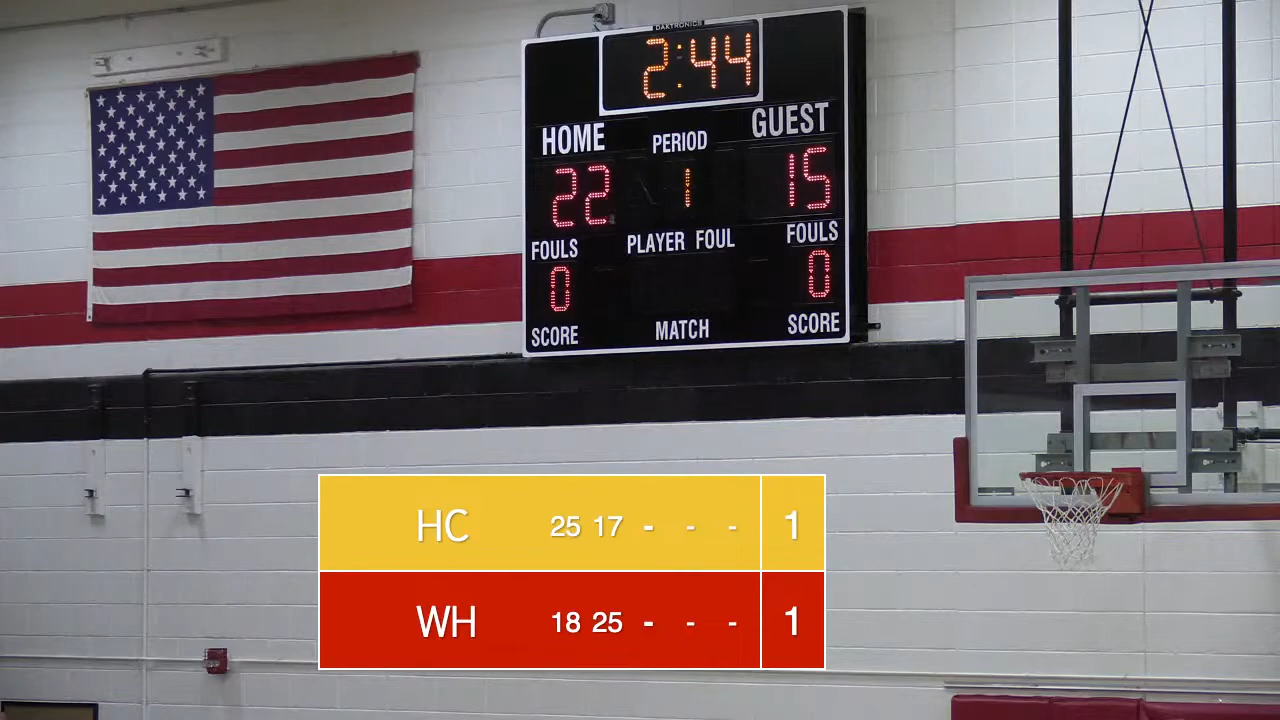 DAKTRONICS
2:44
HOME PERIOD GUEST
22 1 15
FOULS PLAYER FOUL FOULS
0 0
SCORE MATCH SCORE
HC 25 17 - - - 1
WH 18 25 - - - 1